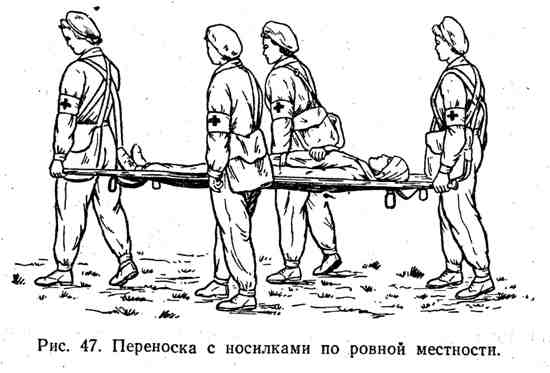 Рис. 47. Переноска с носилками по ровной местности.